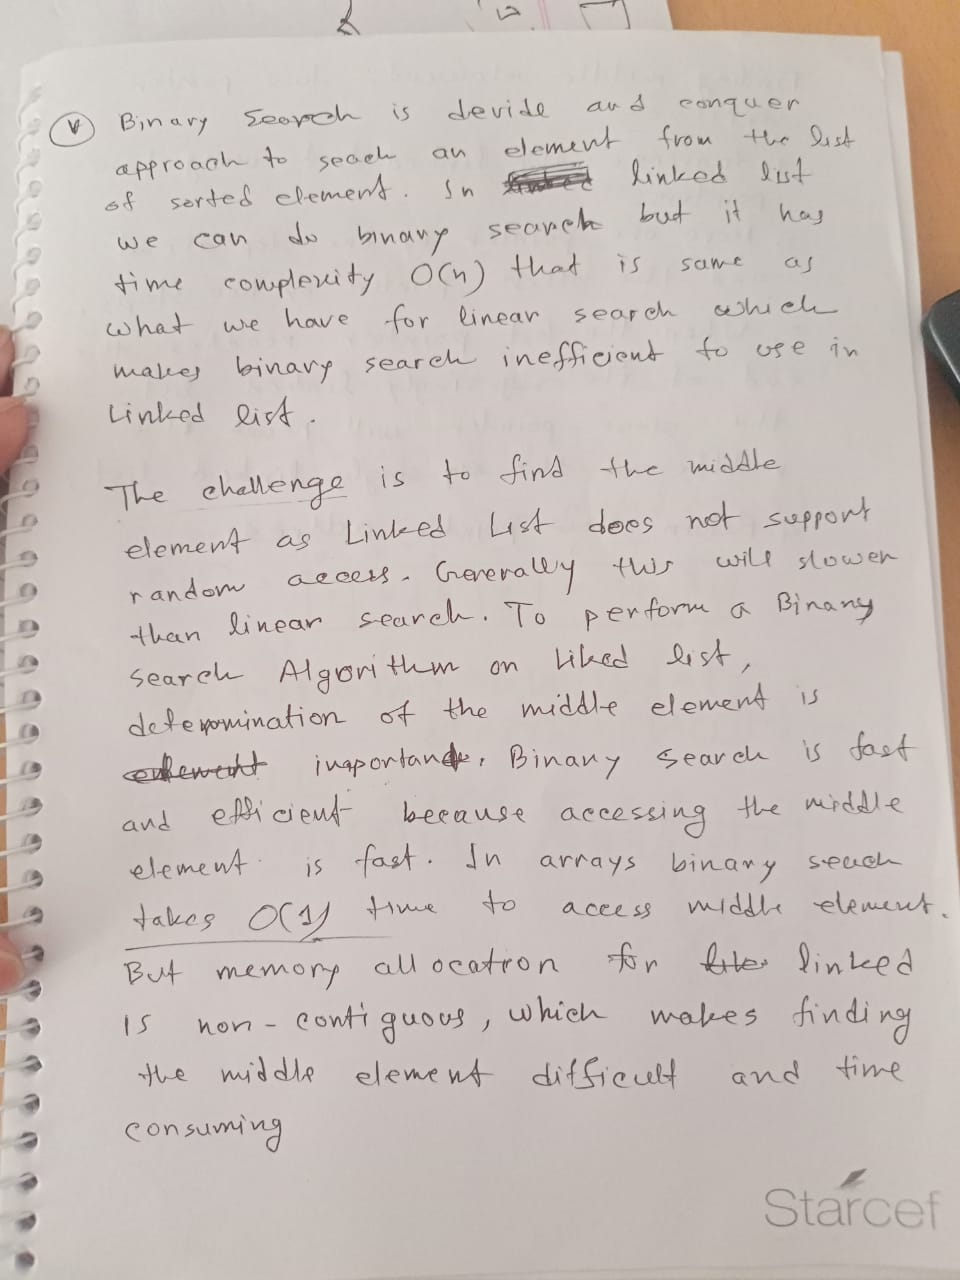 v
Binary Search is devide and conquer
approach to seach an element from the list
of sorted element. In linked list
we can do binary search but it has
time complexity O(n) that is same as
what we have for linear search which
makes binary search inefficient to use in
Linked list.
The challenge is to find the middle
element as Linked List does not support
random access. Generally this will slower
than linear search. To perform a Binary
search Algorithm on Liked list,
determination of the middle element is
important. Binary search is fast
and efficient because accessing the middle
element is fast. In arrays binary seach
takes O(1) time to access middle element.
But memory allocation for linked
is non-contiguous, which makes finding
the middle element difficult and time
consuming
Starcef